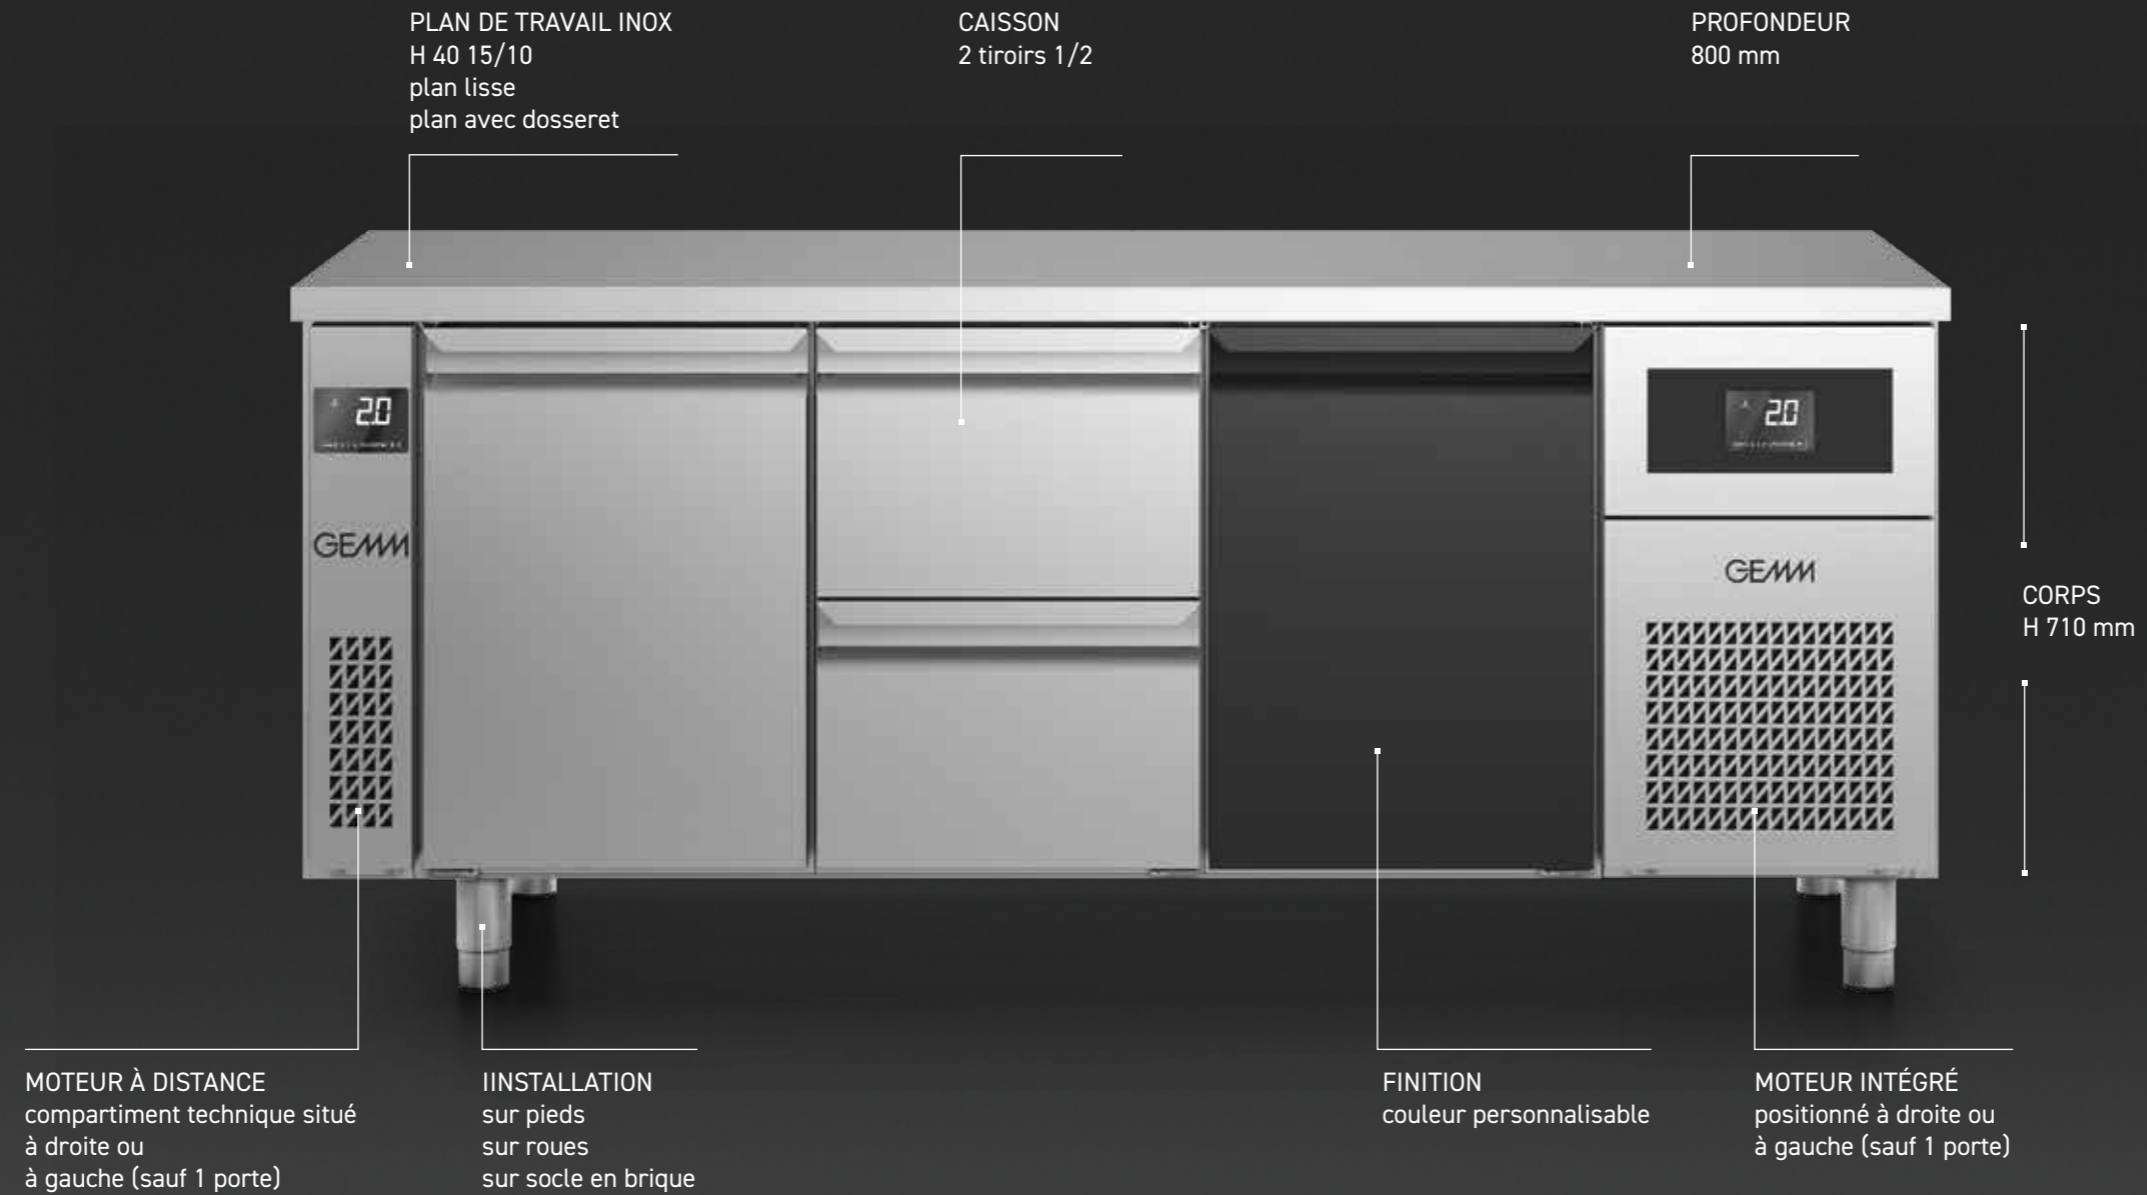 PLAN DE TRAVAIL INOX
H 40 15/10
plan lisse
plan avec dosseret
CAISSON
2 tiroirs 1/2
PROFONDEUR
800 mm
2.0
2.0
GEMM
GEMM
CORPS
H 710 mm
MOTEUR À DISTANCE
compartiment technique situé
à droite ou
à gauche (sauf 1 porte)
IINSTALLATION
sur pieds
sur roues
sur socle en brique
FINITION
couleur personnalisable
MOTEUR INTÉGRÉ
positionné à droite ou
à gauche (sauf 1 porte)